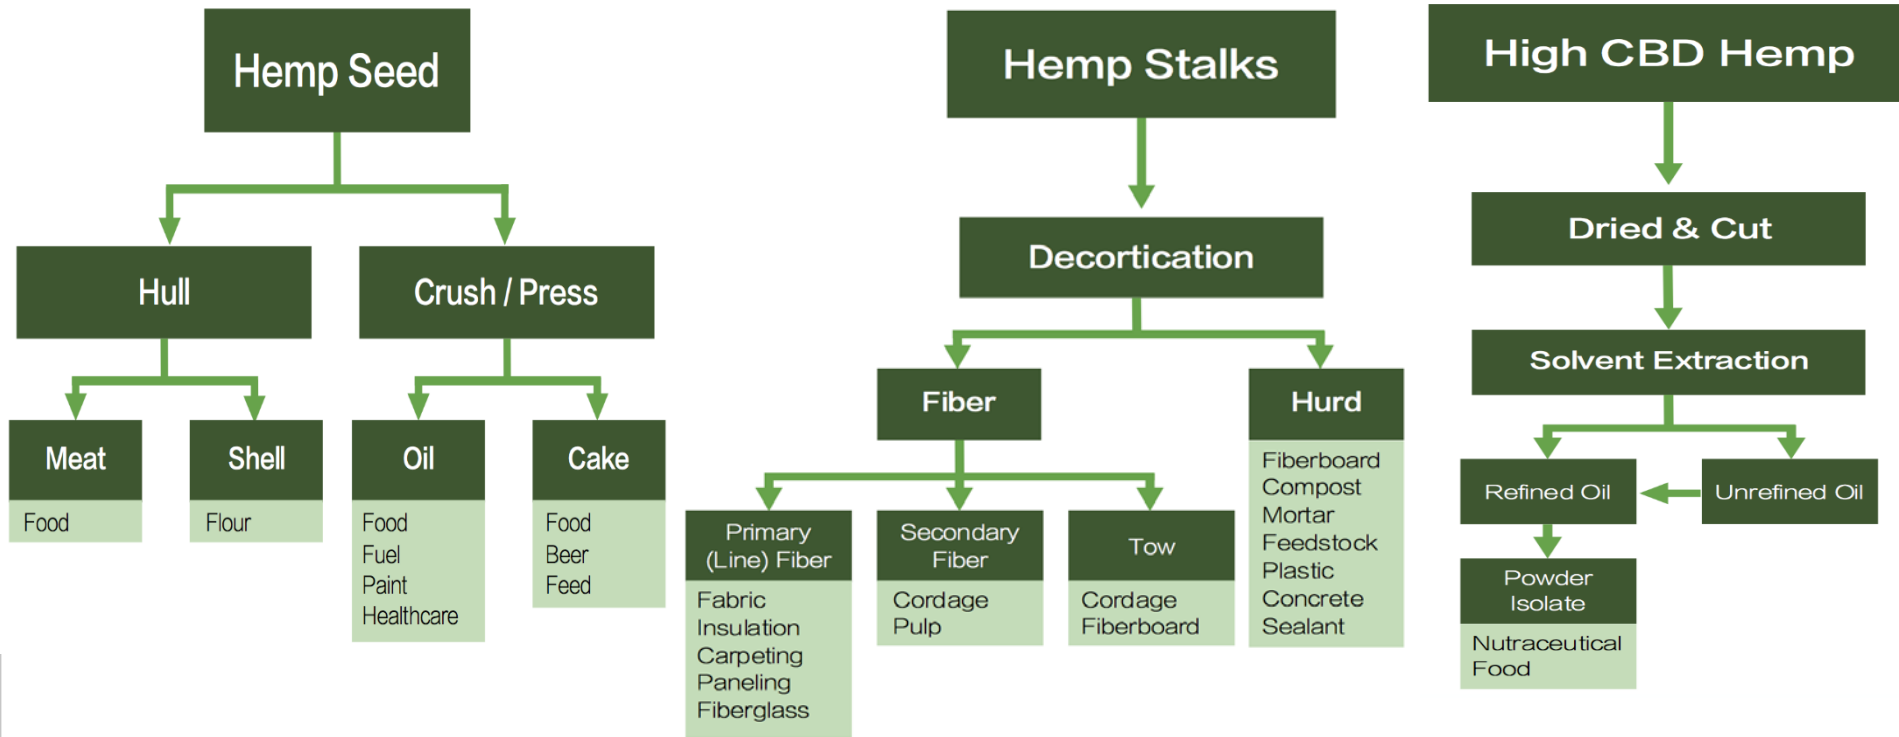 Hemp Seed
Hull
Crush / Press
Meat
Food
Shell
Flour
Oil
Food
Fuel
Paint
Healthcare
Cake
Food
Beer
Feed
Hemp Stalks
Decortication
Fiber
Primary
(Line) Fiber
Fabric
Insulation
Carpeting
Paneling
Fiberglass
Secondary
Fiber
Cordage
Pulp
Tow
Cordage
Fiberboard
Hurd
Fiberboard
Compost
Mortar
Feedstock
Plastic
Concrete
Sealant
High CBD Hemp
Dried & Cut
Solvent Extraction
Refined Oil
Unrefined Oil
Powder
Isolate
Nutraceutical
Food